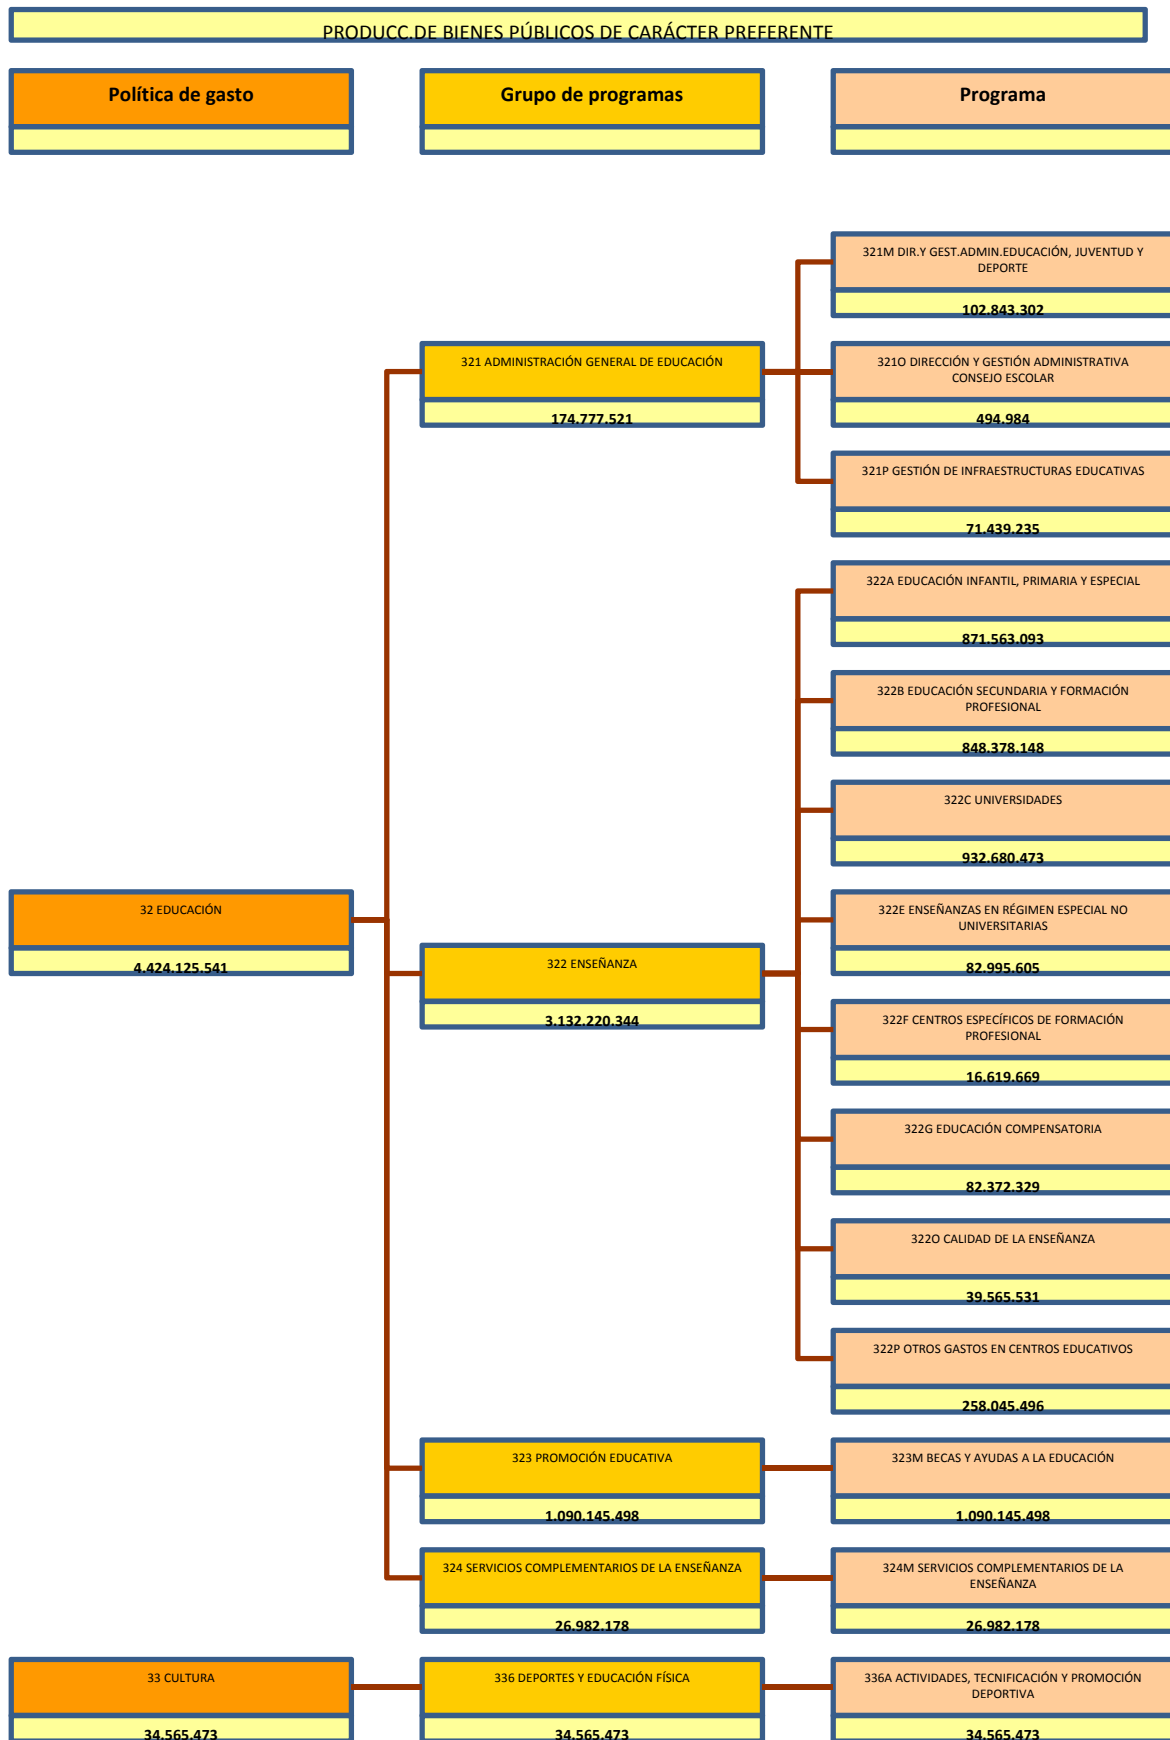 PRODUCC.DE BIENES PÚBLICOS DE CARÁCTER PREFERENTE
Política de gasto
Grupo de programas
Programa
321M DIR.Y GEST.ADMIN.EDUCACIÓN, JUVENTUD Y
DEPORTE
102.843.302
321 ADMINISTRACIÓN GENERAL DE EDUCACIÓN
174.777.521
321O DIRECCIÓN Y GESTIÓN ADMINISTRATIVA
CONSEJO ESCOLAR
494.984
321P GESTIÓN DE INFRAESTRUCTURAS EDUCATIVAS
71.439.235
322A EDUCACIÓN INFANTIL, PRIMARIA Y ESPECIAL
871.563.093
322B EDUCACIÓN SECUNDARIA Y FORMACIÓN
PROFESIONAL
848.378.148
322C UNIVERSIDADES
932.680.473
32 EDUCACIÓN
4.424.125.541
322E ENSEÑANZAS EN RÉGIMEN ESPECIAL NO
UNIVERSITARIAS
82.995.605
322 ENSEÑANZA
3.132.220.344
322F CENTROS ESPECÍFICOS DE FORMACIÓN
PROFESIONAL
16.619.669
322G EDUCACIÓN COMPENSATORIA
82.372.329
322O CALIDAD DE LA ENSEÑANZA
39.565.531
322P OTROS GASTOS EN CENTROS EDUCATIVOS
258.045.496
323 PROMOCIÓN EDUCATIVA
1.090.145.498
323M BECAS Y AYUDAS A LA EDUCACIÓN
1.090.145.498
324 SERVICIOS COMPLEMENTARIOS DE LA ENSEÑANZA
26.982.178
324M SERVICIOS COMPLEMENTARIOS DE LA
ENSEÑANZA
26.982.178
33 CULTURA
34.565.473
336 DEPORTES Y EDUCACIÓN FÍSICA
34.565.473
336A ACTIVIDADES, TECNIFICACIÓN Y PROMOCIÓN
DEPORTIVA
34.565.473